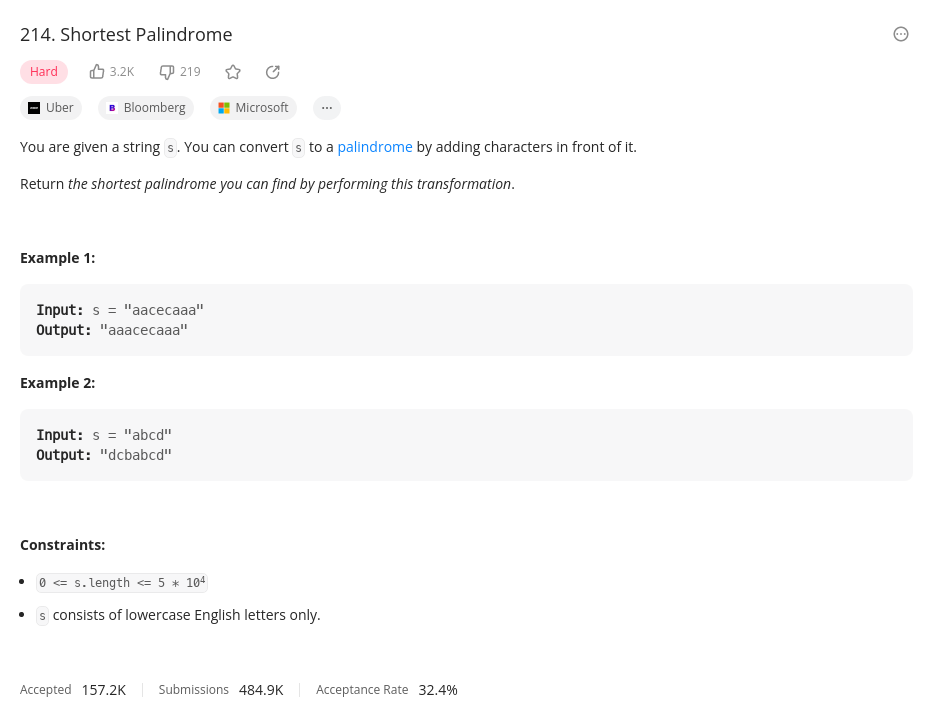 214. Shortest Palindrome
Hard 3.2K 219
Uber Bloomberg Microsoft ...
You are given a string s. You can convert s to a palindrome by adding characters in front of it.
Return the shortest palindrome you can find by performing this transformation.
Example 1:
Input: s = "aacecaaa"
Output: "aaacecaaa"
Example 2:
Input: s = "abcd"
Output: "dcbabcd"
Constraints:
• 0 <= s.length <= 5 * 10⁴
• s consists of lowercase English letters only.
Accepted 157.2K Submissions 484.9K Acceptance Rate 32.4%